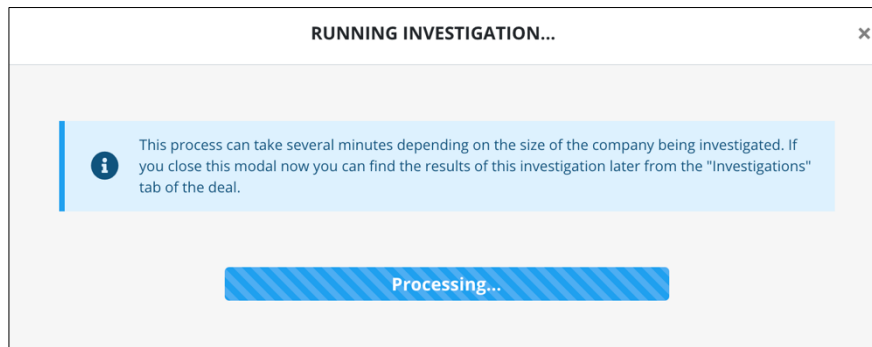 RUNNING INVESTIGATION...
This process can take several minutes depending on the size of the company being investigated. If
you close this modal now you can find the results of this investigation later from the "Investigations"
tab of the deal.
Processing...